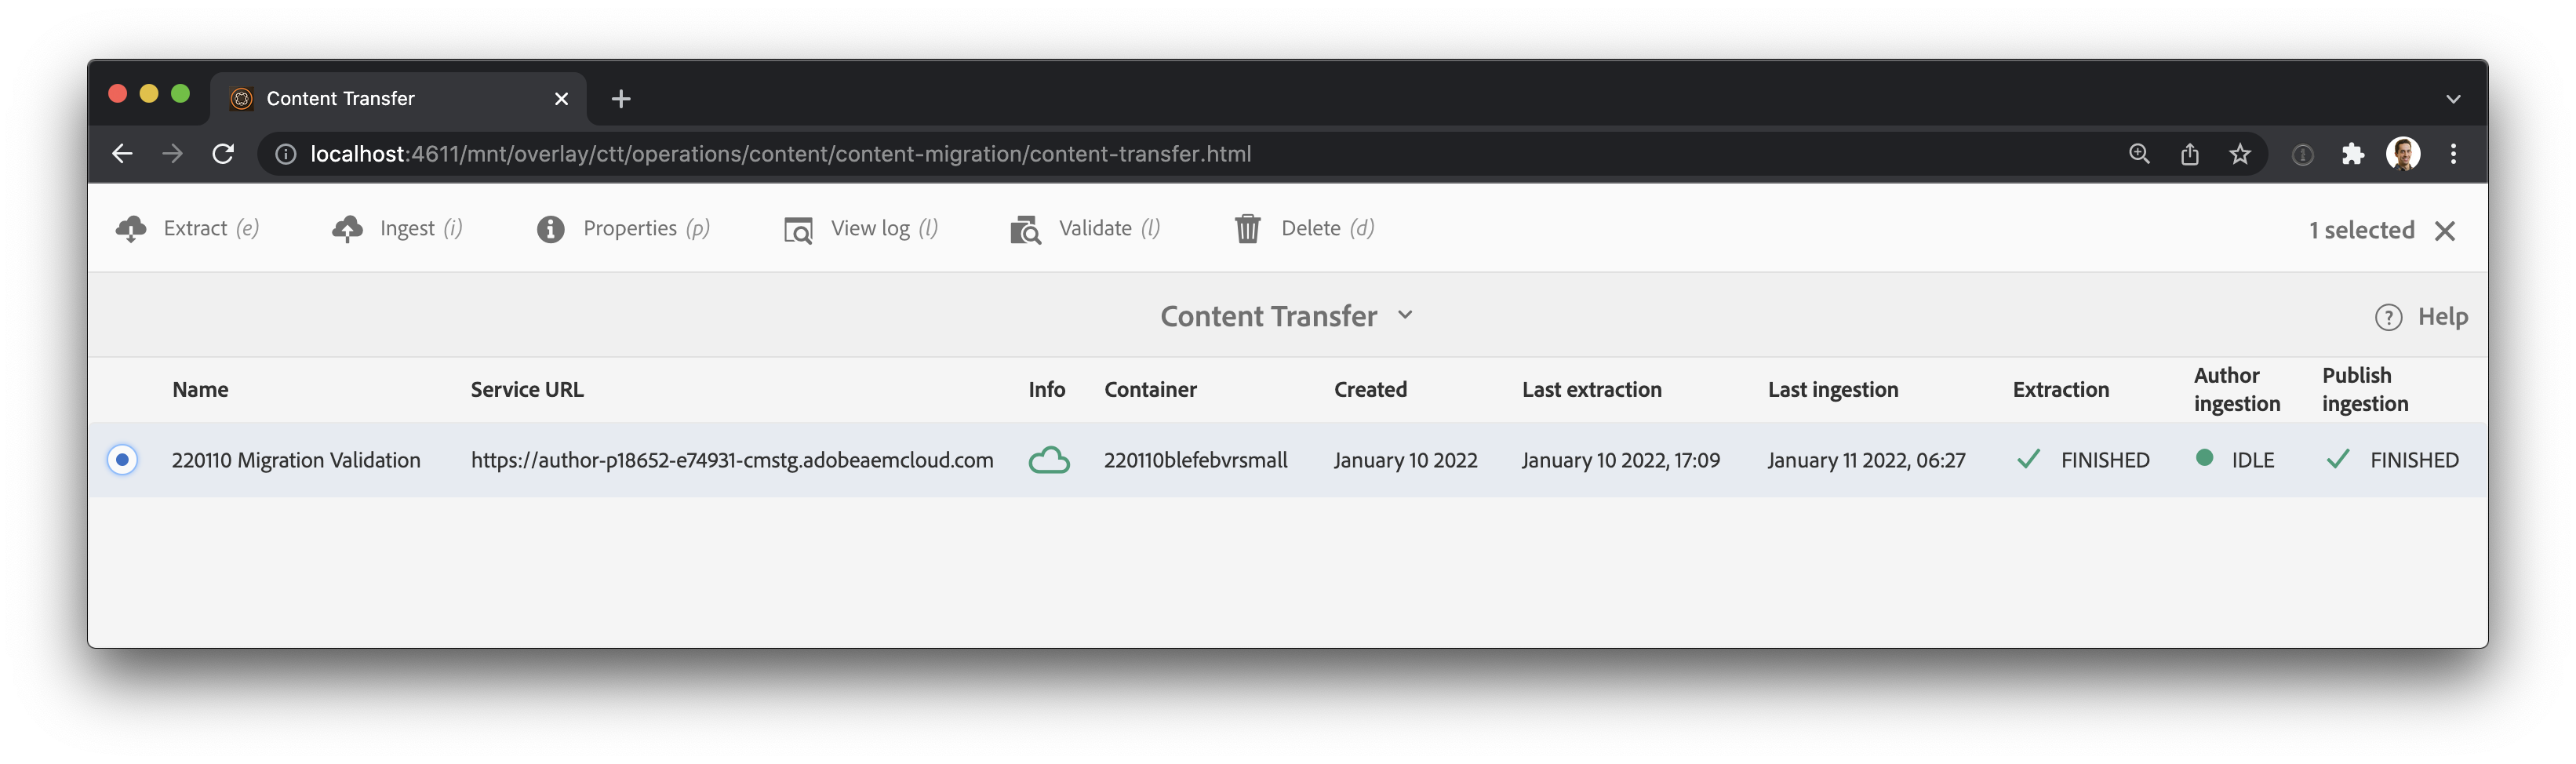 Content Transfer
localhost:4611/mnt/overlay/ctt/operations/content/content-migration/content-transfer.html
Extract (e) Ingest (i) Properties (p) View log (l) Validate (l) Delete (d) 1 selected
Content Transfer
Help
Name Service URL Info Container Created Last extraction Last ingestion Extraction Author ingestion Publish ingestion
220110 Migration Validation https://author-p18652-e74931-cmstg.adobeaemcloud.com 220110blefebvrsmall January 10 2022 January 10 2022, 17:09 January 11 2022, 06:27 FINISHED IDLE FINISHED